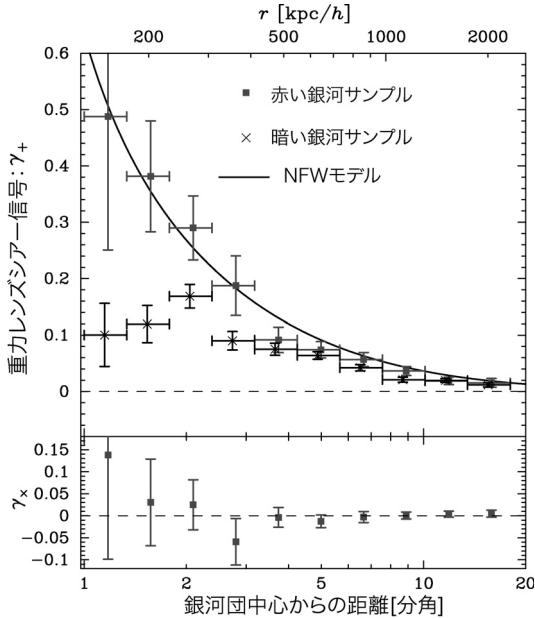 r [kpc/h]
200 500 1000 2000
0.6
0.5
0.4
0.3
0.2
0.1
0
重力レンズシアー信号：γ+
赤い銀河サンプル
暗い銀河サンプル
NFWモデル
0.15
0.1
0.05
0
−0.05
−0.1
γ×
1 2 5 10 20
銀河団中心からの距離[分角]